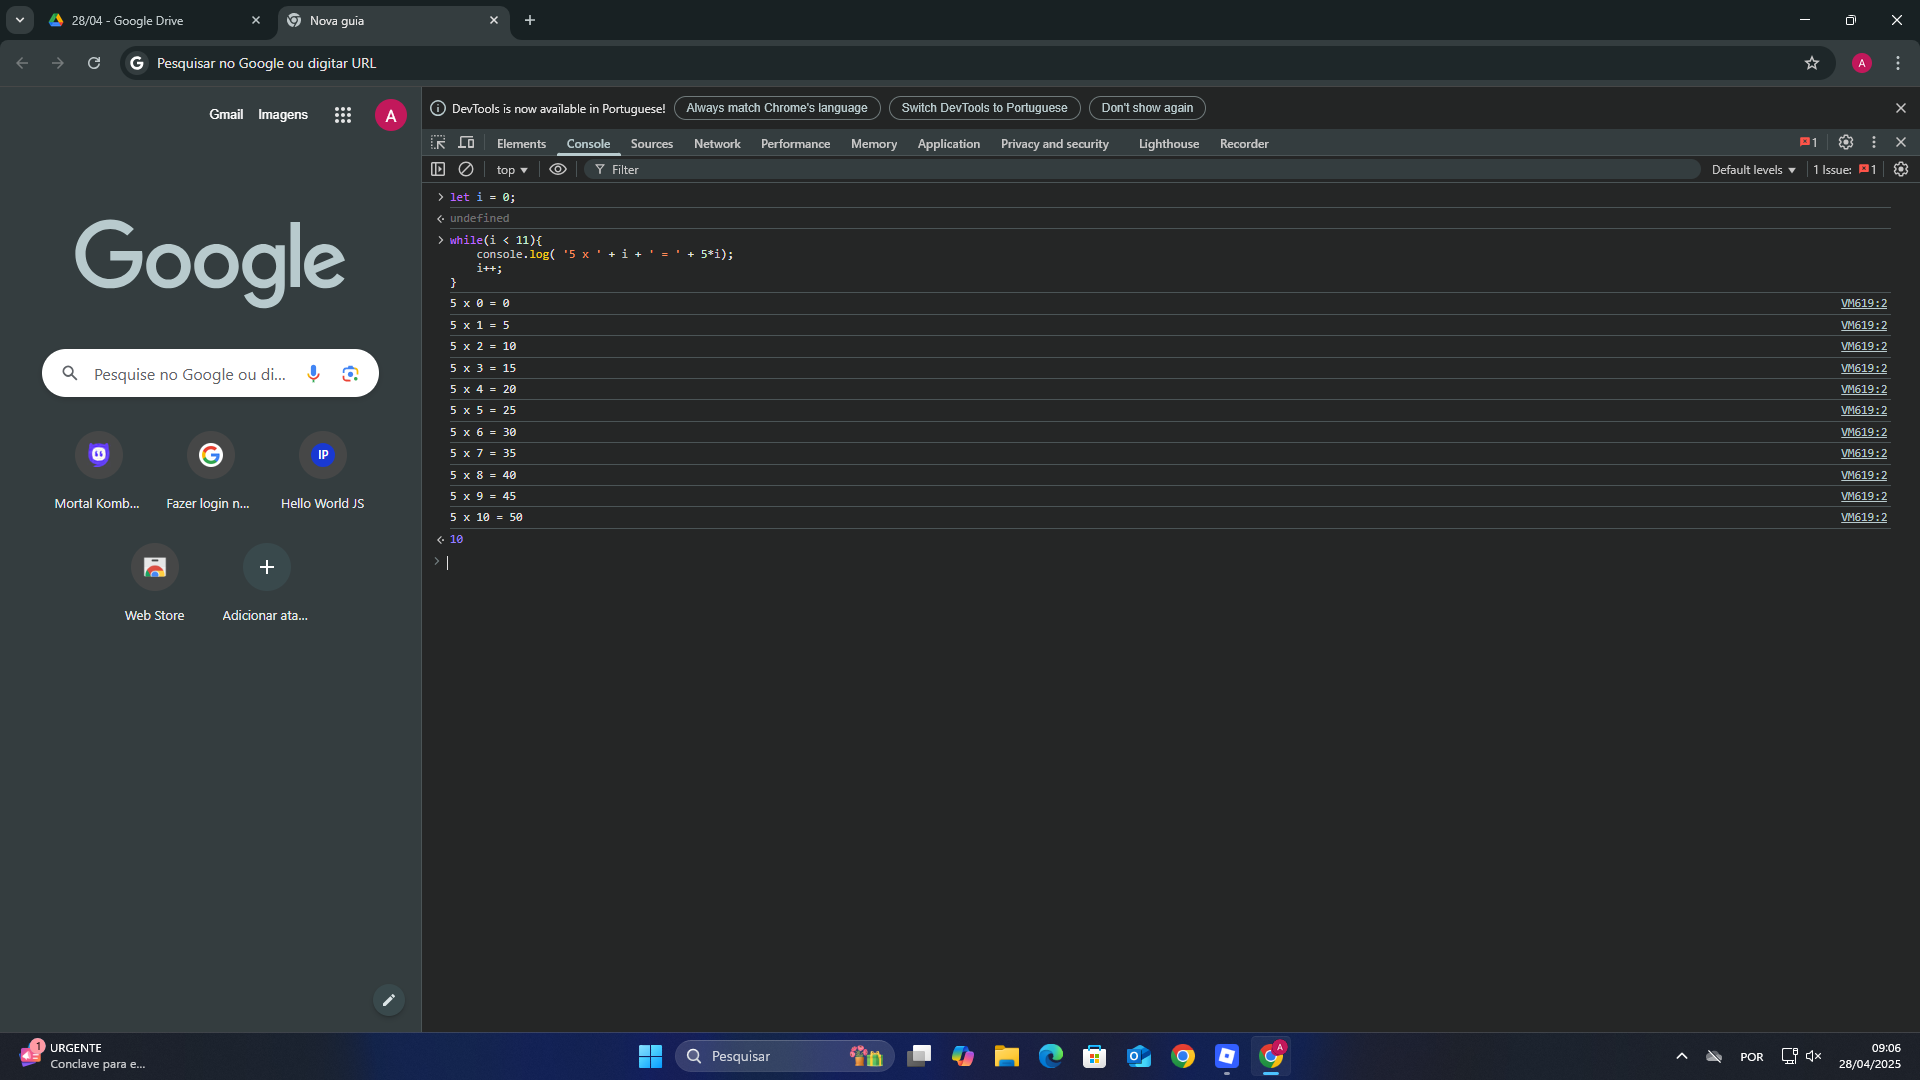 28/04 - Google Drive
Nova guia
Pesquisar no Google ou digitar URL
A
Gmail
Imagens
A
DevTools is now available in Portuguese!
Always match Chrome's language
Switch DevTools to Portuguese
Don't show again
Elements
Console
Sources
Network
Performance
Memory
Application
Privacy and security
Lighthouse
Recorder
1
top
Filter
Default levels
1 Issue:
1
let i = 0;
undefined
while(i < 11){
console.log( '5 x ' + i + ' = ' + 5*i);
i++;
}
5 x 0 = 0 VM619:2
5 x 1 = 5 VM619:2
5 x 2 = 10 VM619:2
5 x 3 = 15 VM619:2
5 x 4 = 20 VM619:2
5 x 5 = 25 VM619:2
5 x 6 = 30 VM619:2
5 x 7 = 35 VM619:2
5 x 8 = 40 VM619:2
5 x 9 = 45 VM619:2
5 x 10 = 50 VM619:2
10
Google
Pesquise no Google ou di...
IP
Mortal Komb...
Fazer login n...
Hello World JS
Web Store
Adicionar ata...
1
URGENTE
Conclave para e...
Pesquisar
A
POR
09:06
28/04/2025